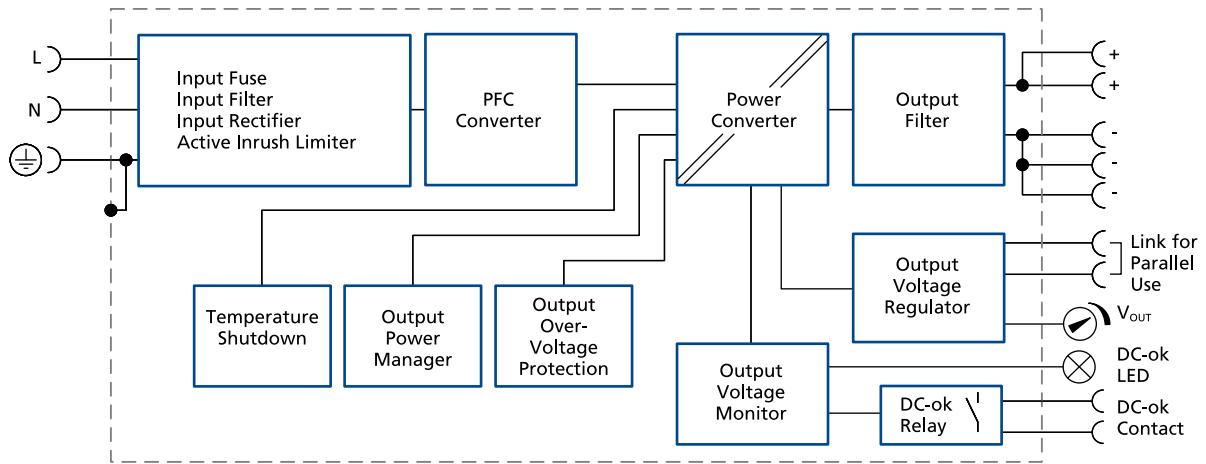 L
N
Input Fuse
Input Filter
Input Rectifier
Active Inrush Limiter
PFC
Converter
Power
Converter
Output
Filter
+
+
-
-
-
Temperature
Shutdown
Output
Power
Manager
Output
Over-
Voltage
Protection
Output
Voltage
Regulator
Link for
Parallel
Use
VOUT
Output
Voltage
Monitor
DC-ok
LED
DC-ok
Relay
DC-ok
Contact